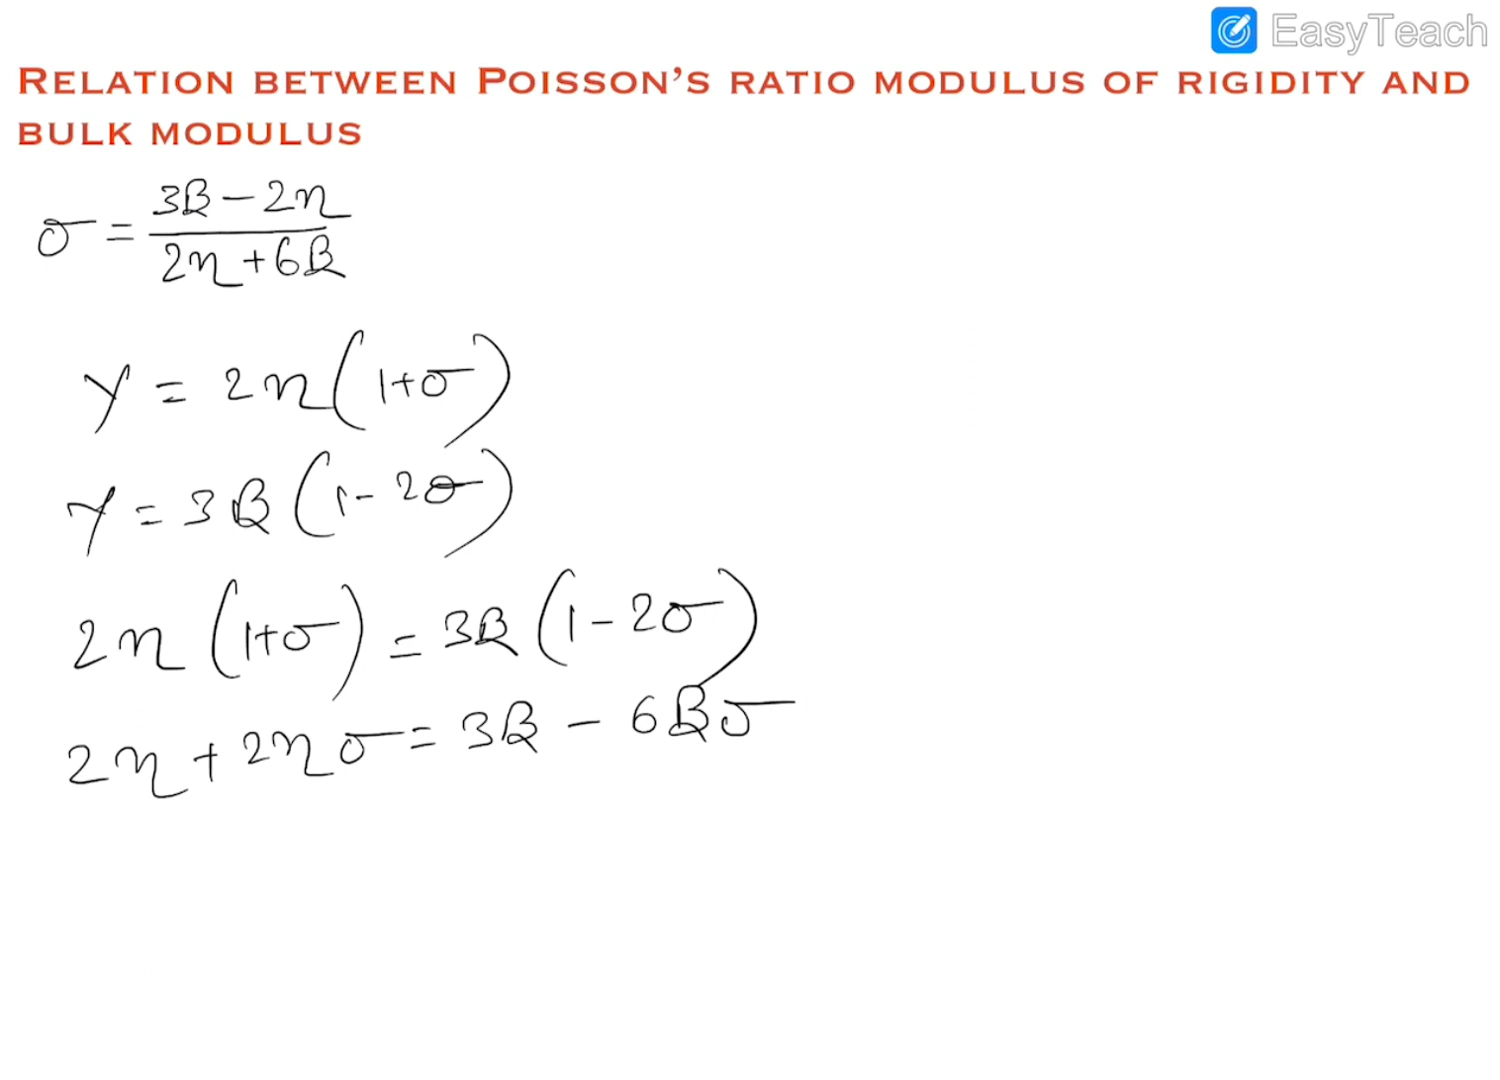 EasyTeach
RELATION BETWEEN POISSON'S RATIO MODULUS OF RIGIDITY AND
BULK MODULUS
σ = (3B - 2η)/(2η + 6B)
Y = 2η(1+σ)
Y = 3B(1 - 2σ)
2η(1+σ) = 3B(1 - 2σ)
2η + 2ησ = 3B - 6Bσ